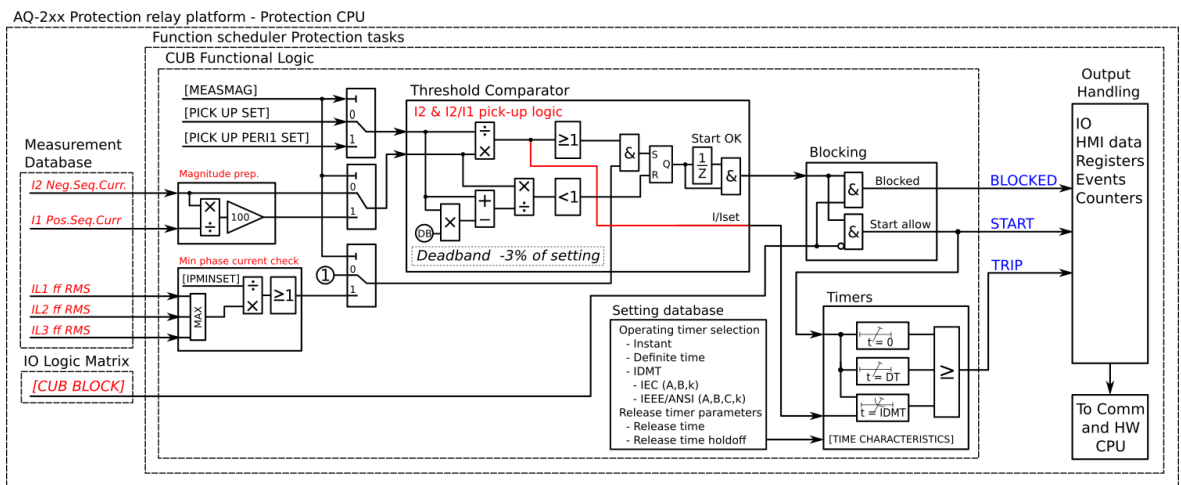 AQ-2xx Protection relay platform - Protection CPU
Function scheduler Protection tasks
CUB Functional Logic
[MEASMAG]
[PICK UP SET]
[PICK UP PERI1 SET]
0
1
Threshold Comparator
I2 & I2/I1 pick-up logic
÷
×
≥1
&
S
R
Q
Start OK
1
Z
&
×
÷
<1
+
−
×
DB
I/Iset
Deadband -3% of setting
Measurement
Database
I2 Neg.Seq.Curr.
I1 Pos.Seq.Curr
IL1 ff RMS
IL2 ff RMS
IL3 ff RMS
Magnitude prep.
×
÷
100
0
1
Min phase current check
[IPMINSET]
MAX
÷
×
≥1
1
0
1
IO Logic Matrix
[CUB BLOCK]
Blocking
&
Blocked
&
Start allow
BLOCKED
START
TRIP
Setting database
Operating timer selection
- Instant
- Definite time
- IDMT
- IEC (A,B,k)
- IEEE/ANSI (A,B,C,k)
Release timer parameters
- Release time
- Release time holdoff
Timers
t = 0
t = DT
t = IDMT
≥1
[TIME CHARACTERISTICS]
Output
Handling
IO
HMI data
Registers
Events
Counters
To Comm
and HW
CPU